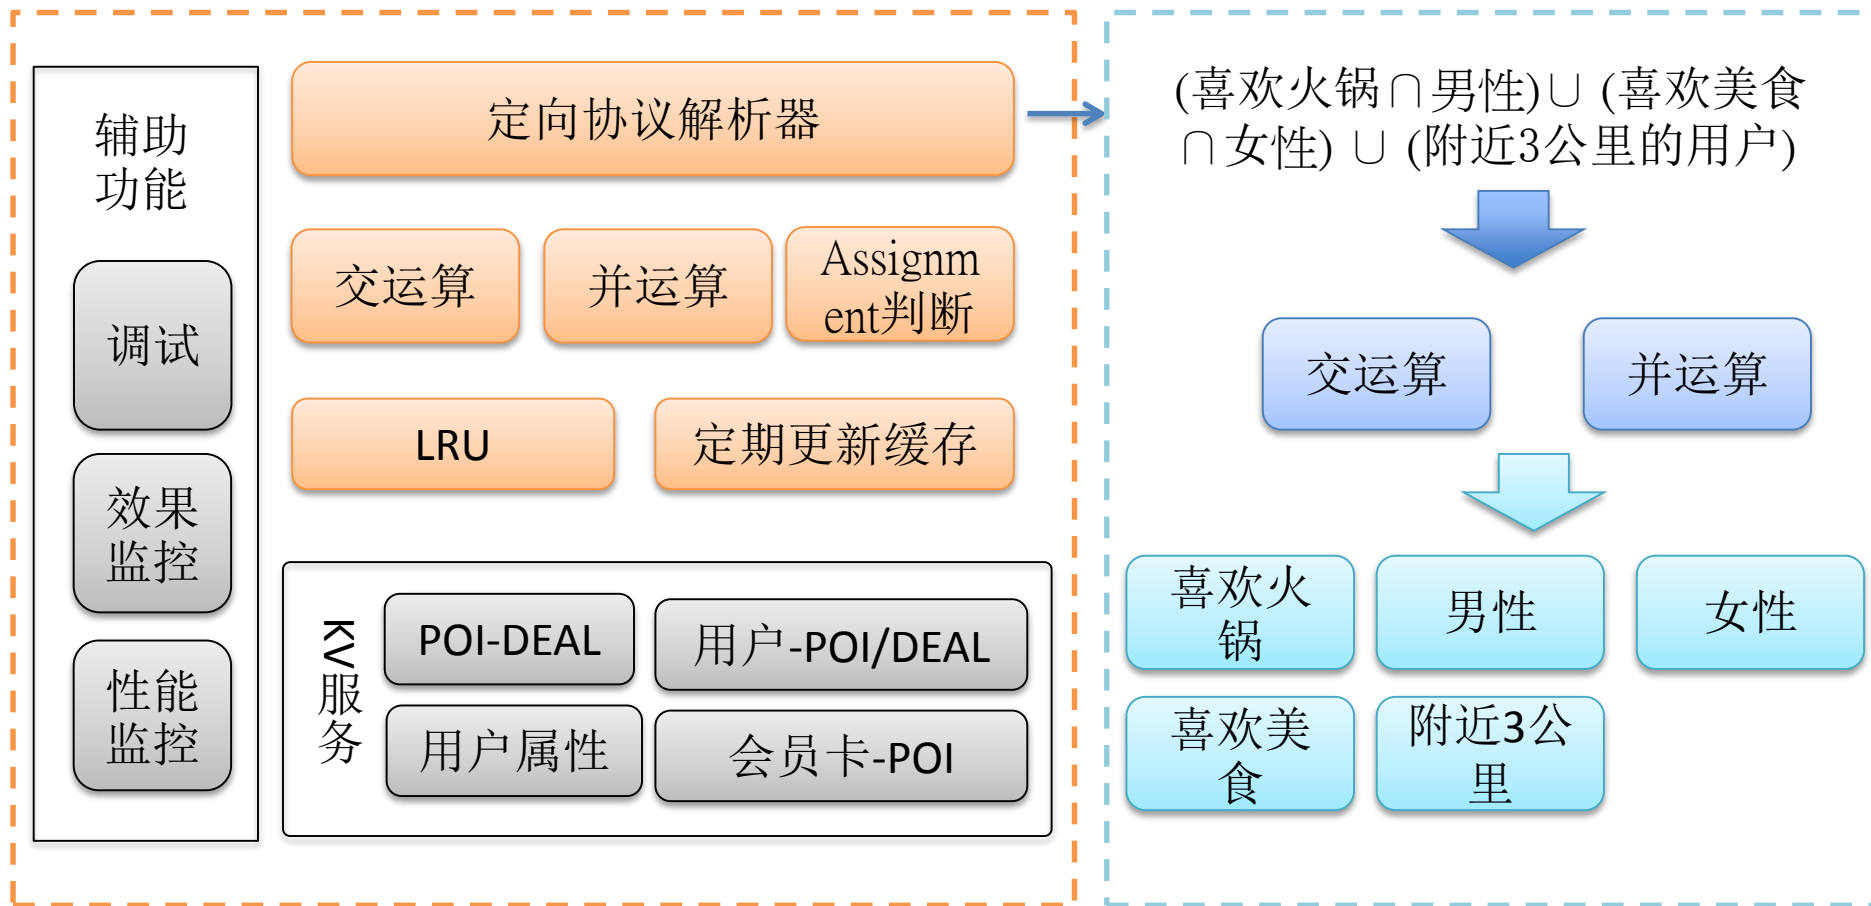 辅助
功能
调试
效果
监控
性能
监控
定向协议解析器
交运算
并运算
Assignm
ent判断
LRU
定期更新缓存
KV服务
POI-DEAL
用户-POI/DEAL
用户属性
会员卡-POI
(喜欢火锅∩男性)∪ (喜欢美食
∩女性) ∪ (附近3公里的用户)
交运算
并运算
喜欢火
锅
男性
女性
喜欢美
食
附近3公
里